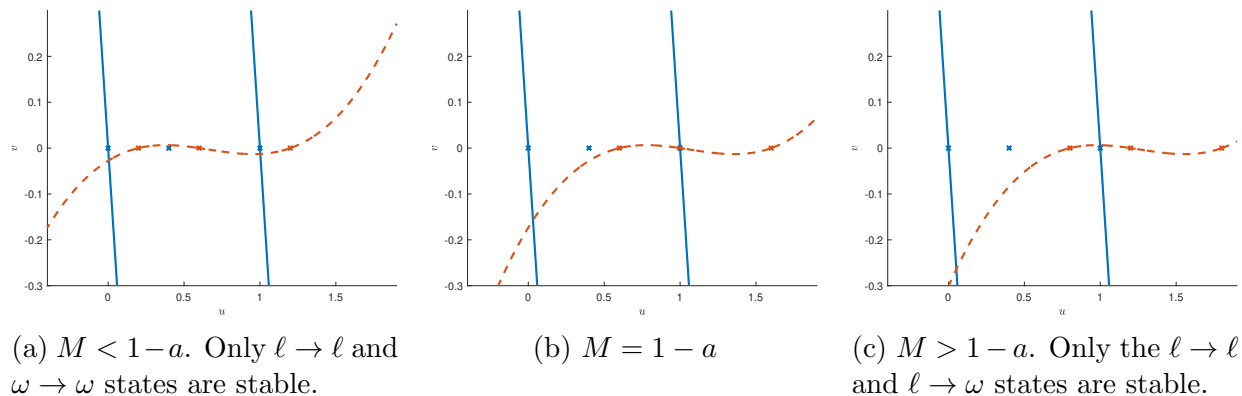 0.2
0.1
0
-0.1
-0.2
-0.3
v
0
0.5
1
1.5
u
(a) M < 1−a. Only ℓ → ℓ and
ω → ω states are stable.
0.2
0.1
0
-0.1
-0.2
-0.3
v
0
0.5
1
1.5
u
(b) M = 1 − a
0.2
0.1
0
-0.1
-0.2
-0.3
v
0
0.5
1
1.5
u
(c) M > 1−a. Only the ℓ → ℓ
and ℓ → ω states are stable.